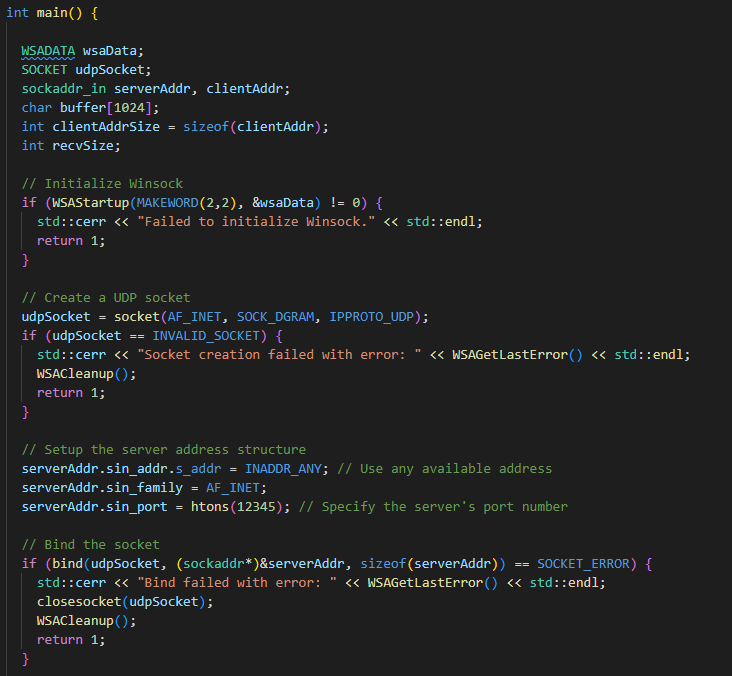 int main() {
WSADATA wsaData;
SOCKET udpSocket;
sockaddr_in serverAddr, clientAddr;
char buffer[1024];
int clientAddrSize = sizeof(clientAddr);
int recvSize;
// Initialize Winsock
if (WSAStartup(MAKEWORD(2,2), &wsaData) != 0) {
std::cerr << "Failed to initialize Winsock." << std::endl;
return 1;
}
// Create a UDP socket
udpSocket = socket(AF_INET, SOCK_DGRAM, IPPROTO_UDP);
if (udpSocket == INVALID_SOCKET) {
std::cerr << "Socket creation failed with error: " << WSAGetLastError() << std::endl;
WSACleanup();
return 1;
}
// Setup the server address structure
serverAddr.sin_addr.s_addr = INADDR_ANY; // Use any available address
serverAddr.sin_family = AF_INET;
serverAddr.sin_port = htons(12345); // Specify the server's port number
// Bind the socket
if (bind(udpSocket, (sockaddr*)&serverAddr, sizeof(serverAddr)) == SOCKET_ERROR) {
std::cerr << "Bind failed with error: " << WSAGetLastError() << std::endl;
closesocket(udpSocket);
WSACleanup();
return 1;
}